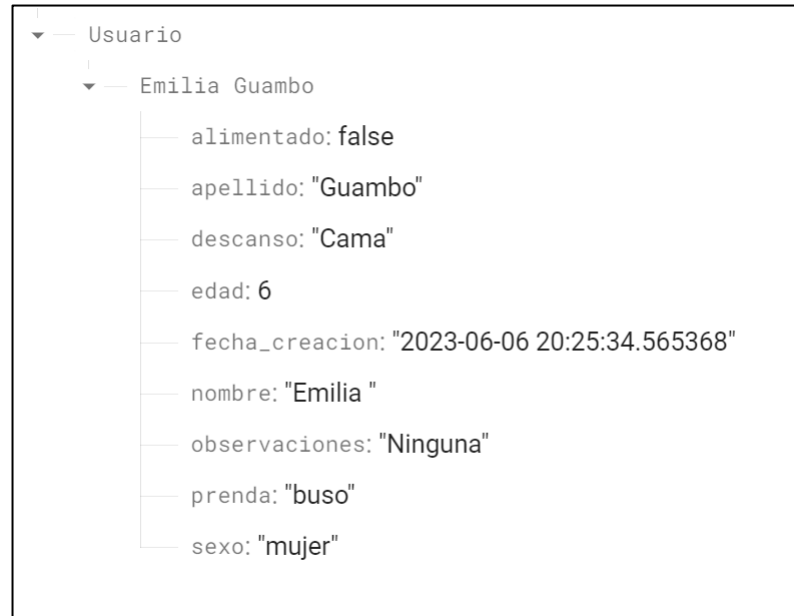 Usuario
Emilia Guambo
alimentado: false
apellido: "Guambo"
descanso: "Cama"
edad: 6
fecha_creacion: "2023-06-06 20:25:34.565368"
nombre: "Emilia "
observaciones: "Ninguna"
prenda: "buso"
sexo: "mujer"